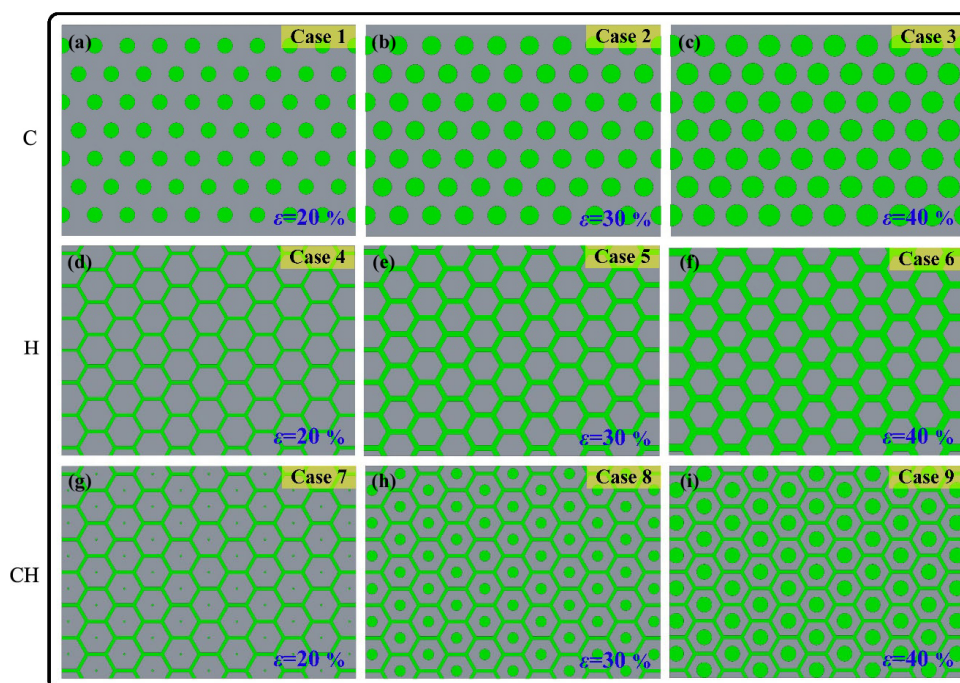 (a) Case 1
(b) Case 2
(c) Case 3
C
ε=20 %
ε=30 %
ε=40 %
(d) Case 4
(e) Case 5
(f) Case 6
H
ε=20 %
ε=30 %
ε=40 %
(g) Case 7
(h) Case 8
(i) Case 9
CH
ε=20 %
ε=30 %
ε=40 %